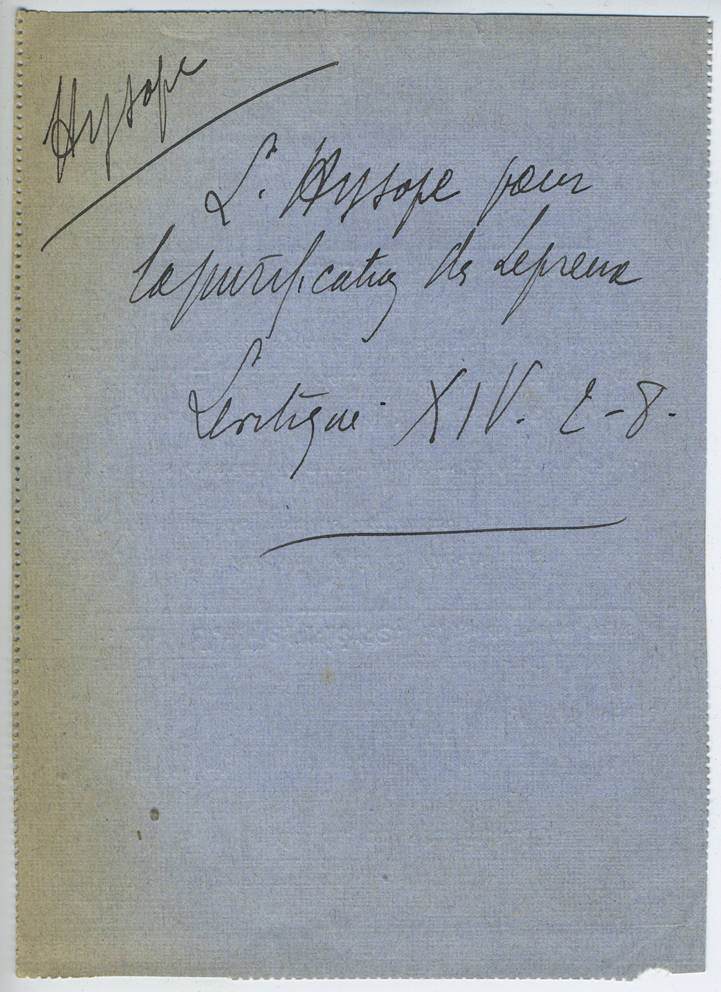 Hysope
L'Hysope pour
la purification des Lepreux
Levitique. XIV. 2-8.